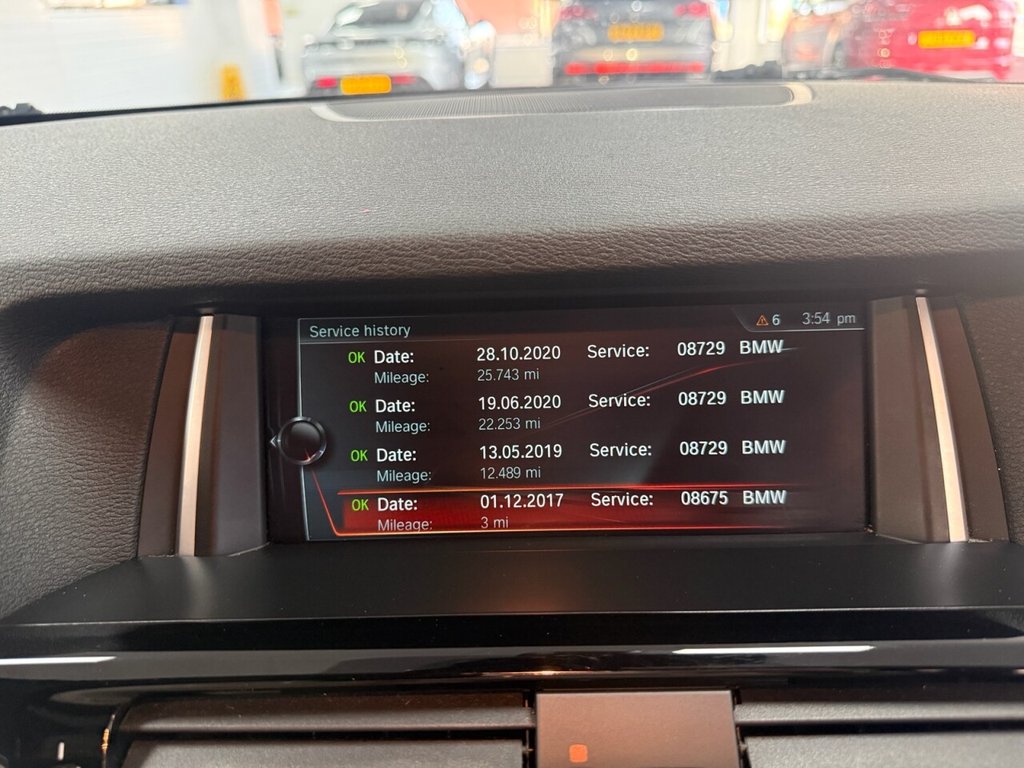 Service history 6 3:54 pm
OK Date: 28.10.2020 Service: 08729 BMW
Mileage: 25.743 mi
OK Date: 19.06.2020 Service: 08729 BMW
Mileage: 22.253 mi
OK Date: 13.05.2019 Service: 08729 BMW
Mileage: 12.489 mi
OK Date: 01.12.2017 Service: 08675 BMW
Mileage: 3 mi